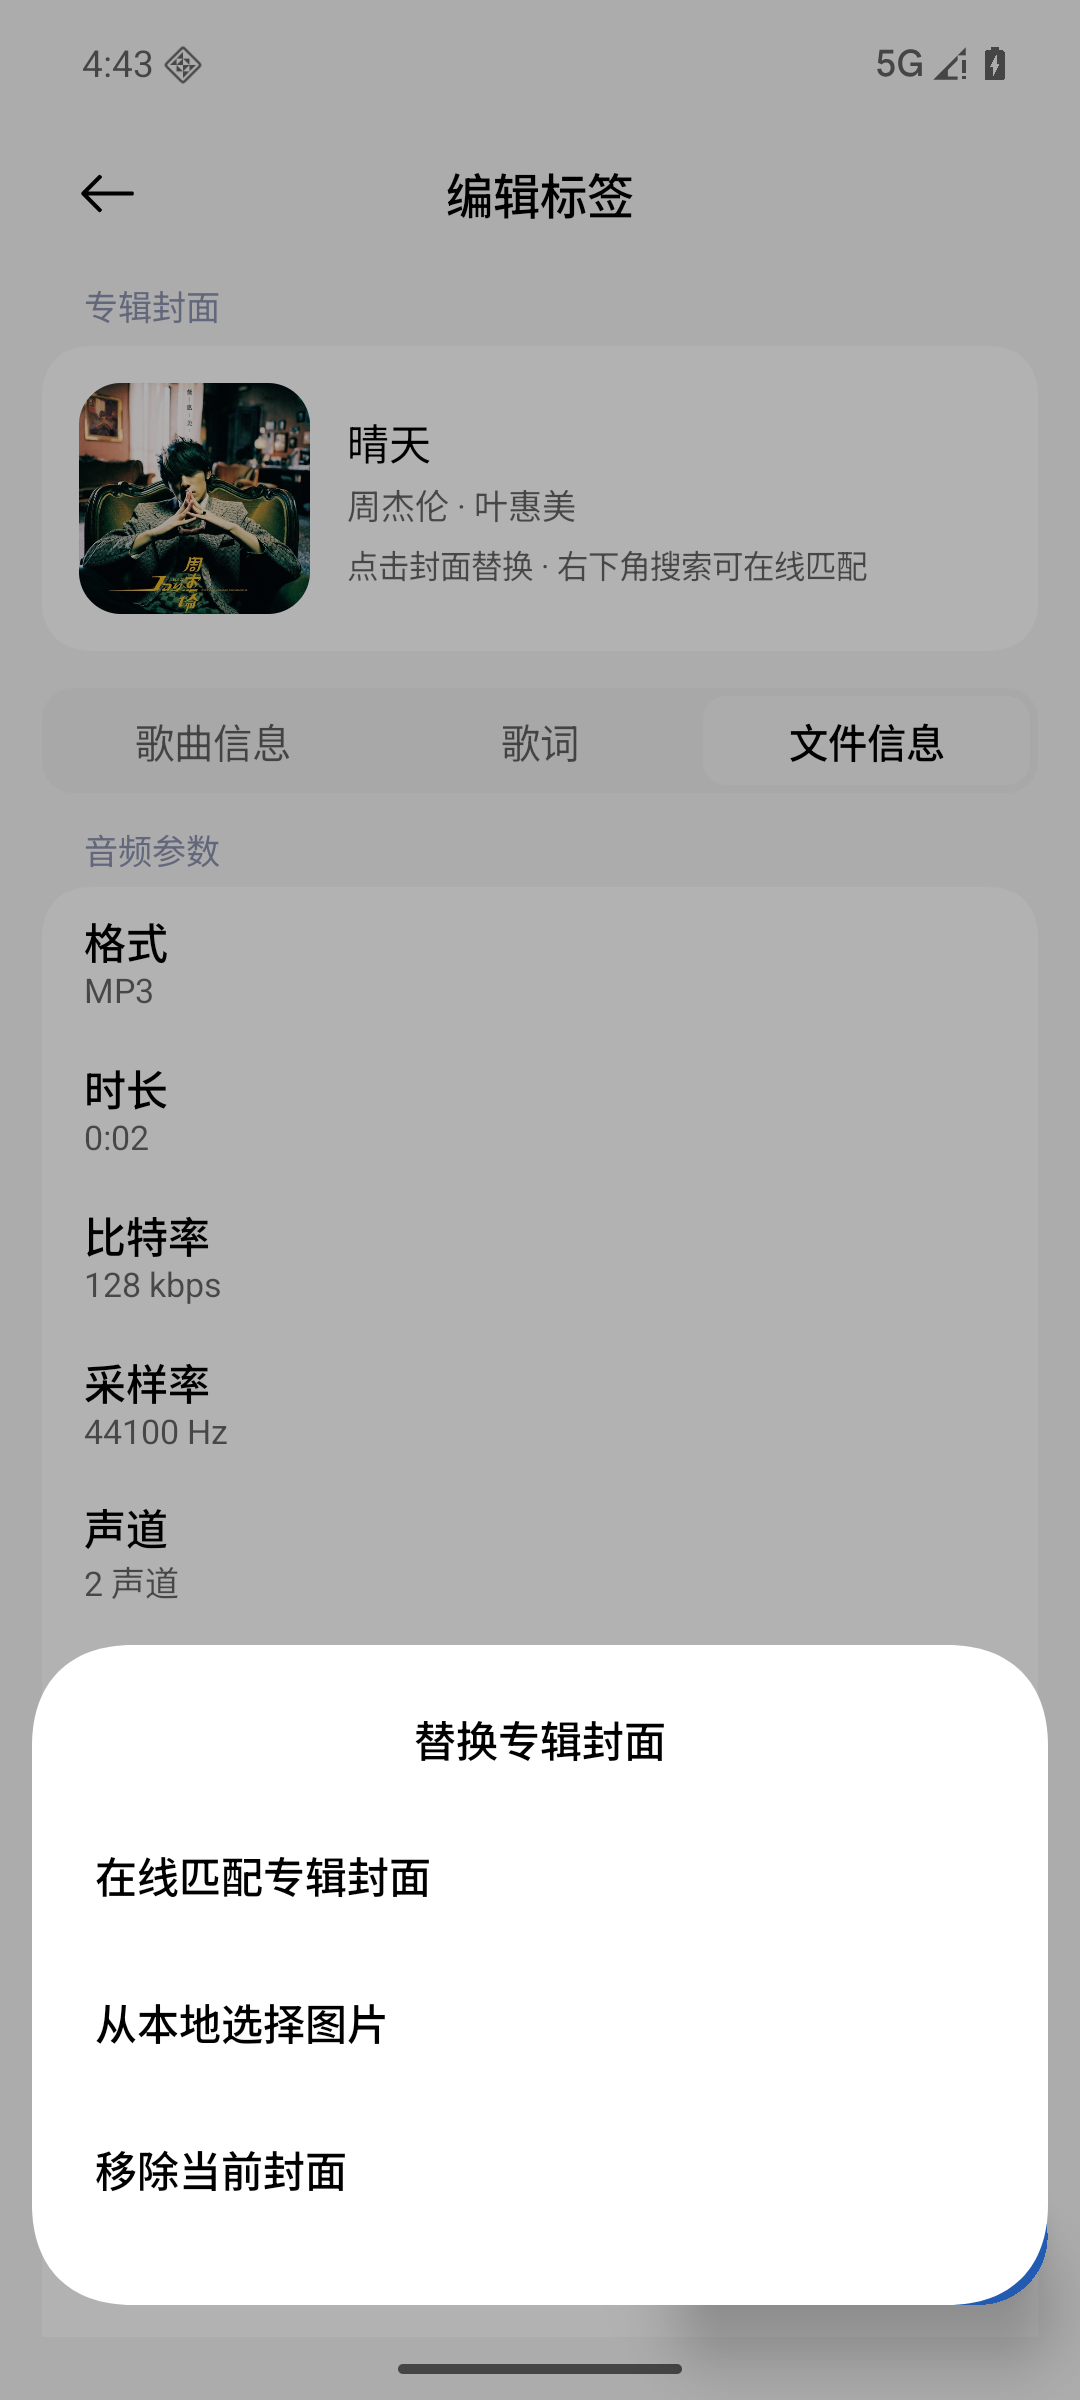 4:43
5G
编辑标签
专辑封面
晴天
周杰伦 · 叶惠美
点击封面替换 · 右下角搜索可在线匹配
歌曲信息
歌词
文件信息
音频参数
格式
MP3
时长
0:02
比特率
128 kbps
采样率
44100 Hz
声道
2 声道
替换专辑封面
在线匹配专辑封面
从本地选择图片
移除当前封面